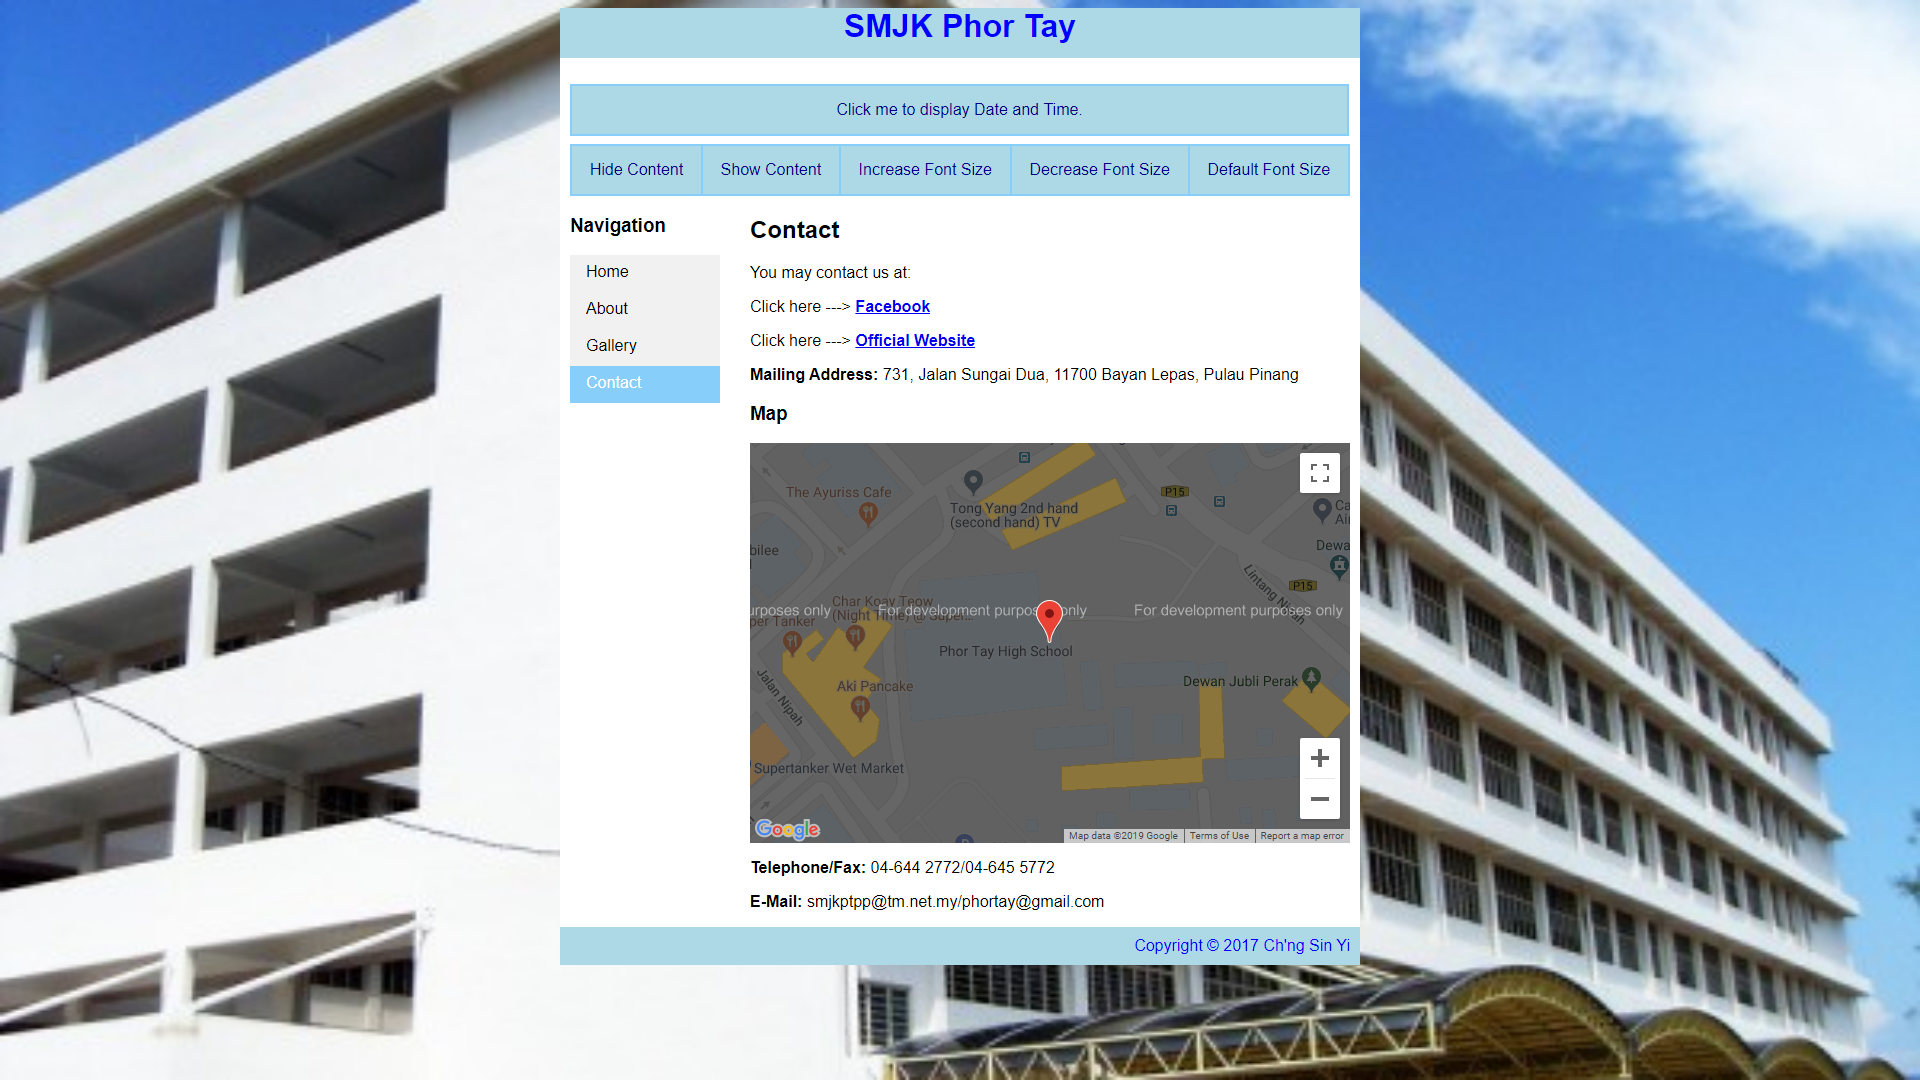 SMJK Phor Tay
Click me to display Date and Time.
Hide Content
Show Content
Increase Font Size
Decrease Font Size
Default Font Size
Navigation
Home
About
Gallery
Contact
Contact
You may contact us at:
Click here ---> Facebook
Click here ---> Official Website
Mailing Address: 731, Jalan Sungai Dua, 11700 Bayan Lepas, Pulau Pinang
Map
The Ayuriss Cafe
Tong Yang 2nd hand
(second hand) TV
P15
Ca
Air
bilee
Dewa
Lintang Nipah
P15
Char Koay Teow
(Night Time) @ Super...
urposes only
For development purposes only
For development purposes only
per Tanker
Phor Tay High School
Jalan Nipah
Aki Pancake
Dewan Jubli Perak
Supertanker Wet Market
Google
Map data ©2019 Google
Terms of Use
Report a map error
Telephone/Fax: 04-644 2772/04-645 5772
E-Mail: smjkptpp@tm.net.my/phortay@gmail.com
Copyright © 2017 Ch'ng Sin Yi